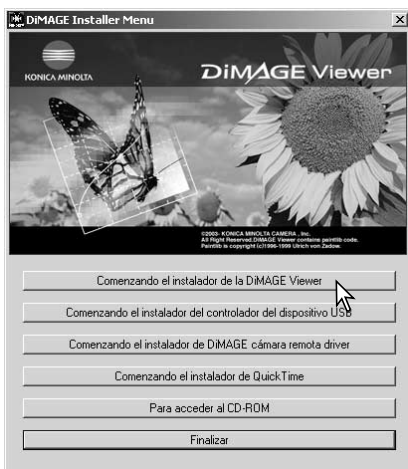 DiMAGE Installer Menu
KONICA MINOLTA
DiMAGE Viewer
©2003- KONICA MINOLTA CAMERA , Inc.
All Right Reserved.DiMAGE Viewer contains paintlib code.
Paintlib is copyright (c)1996-1998 Ulrich von Zadow.
Comenzando el instalador de la DiMAGE Viewer
Comenzando el instalador del controlador del dispositivo USB
Comenzando el instalador de DiMAGE cámara remota driver
Comenzando el instalador de QuickTime
Para acceder al CD-ROM
Finalizar